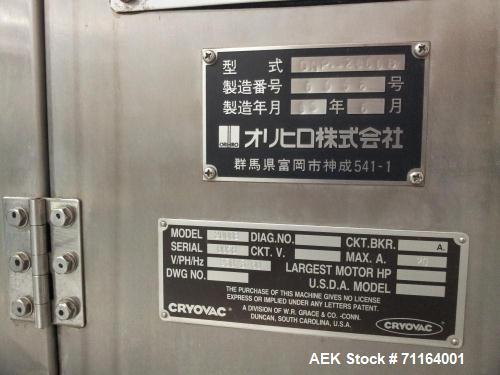 型式
製造番号 号
製造年月 年 月
ORIHIRO オリヒロ株式会社
群馬県富岡市神成541-1
MODEL DIAG.NO. CKT.BKR. A.
SERIAL CKT. V. MAX. A.
V/PH/Hz LARGEST MOTOR HP
DWG NO. U.S.D.A. MODEL
THE PURCHASE OF THIS MACHINE GIVES NO LICENSE
EXPRESS OR IMPLIED UNDER ANY LETTERS PATENT.
CRYOVAC® A DIVISION OF W.R. GRACE & CO. -CONN. CRYOVAC
DUNCAN, SOUTH CAROLINA, U.S.A.
AEK Stock # 71164001